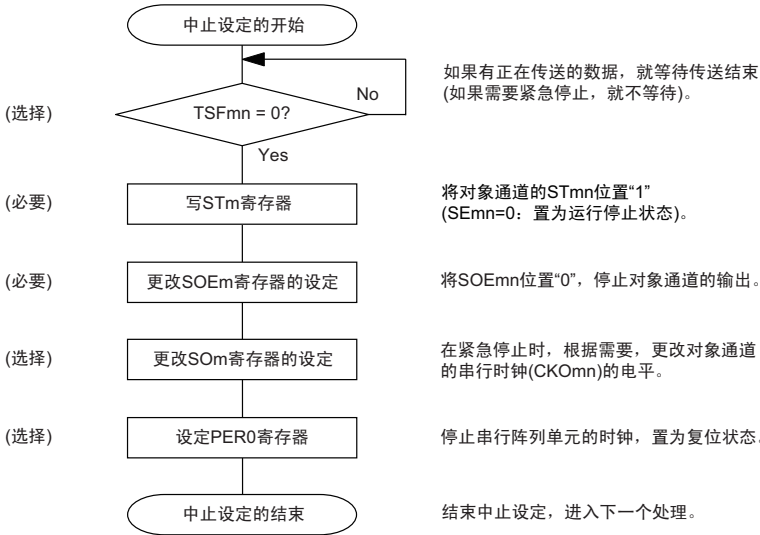 中止设定的开始
如果有正在传送的数据，就等待传送结束
(如果需要紧急停止，就不等待)。
No
(选择)
TSFmn = 0?
Yes
(必要)
写STm寄存器
将对象通道的STmn位置“1”
(SEmn=0：置为运行停止状态)。
(必要)
更改SOEm寄存器的设定
将SOEmn位置“0”，停止对象通道的输出。
(选择)
更改SOm寄存器的设定
在紧急停止时，根据需要，更改对象通道
的串行时钟(CKOmn)的电平。
(选择)
设定PER0寄存器
停止串行阵列单元的时钟，置为复位状态。
中止设定的结束
结束中止设定，进入下一个处理。